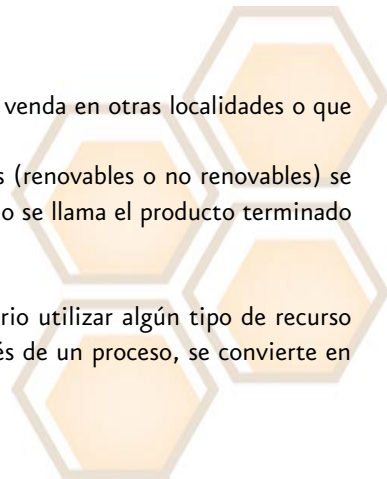 venda en otras localidades o que
s (renovables o no renovables) se
o se llama el producto terminado
rio utilizar algún tipo de recurso
és de un proceso, se convierte en